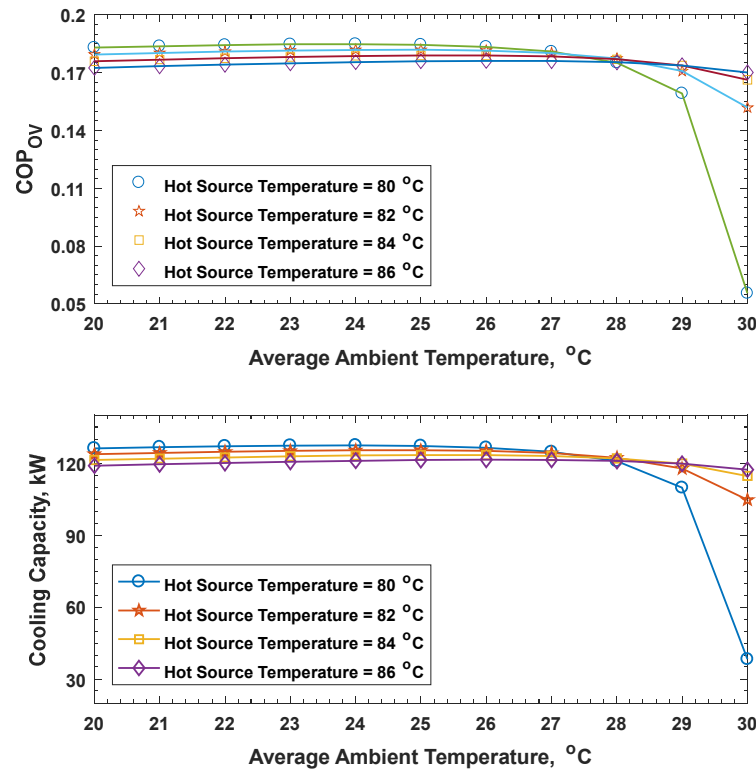 0.2
0.17
0.14
0.11
0.08
0.05
COP_OV
Hot Source Temperature = 80 °C
Hot Source Temperature = 82 °C
Hot Source Temperature = 84 °C
Hot Source Temperature = 86 °C
20 21 22 23 24 25 26 27 28 29 30
Average Ambient Temperature, °C
120
90
60
30
Cooling Capacity, kW
Hot Source Temperature = 80 °C
Hot Source Temperature = 82 °C
Hot Source Temperature = 84 °C
Hot Source Temperature = 86 °C
20 21 22 23 24 25 26 27 28 29 30
Average Ambient Temperature, °C